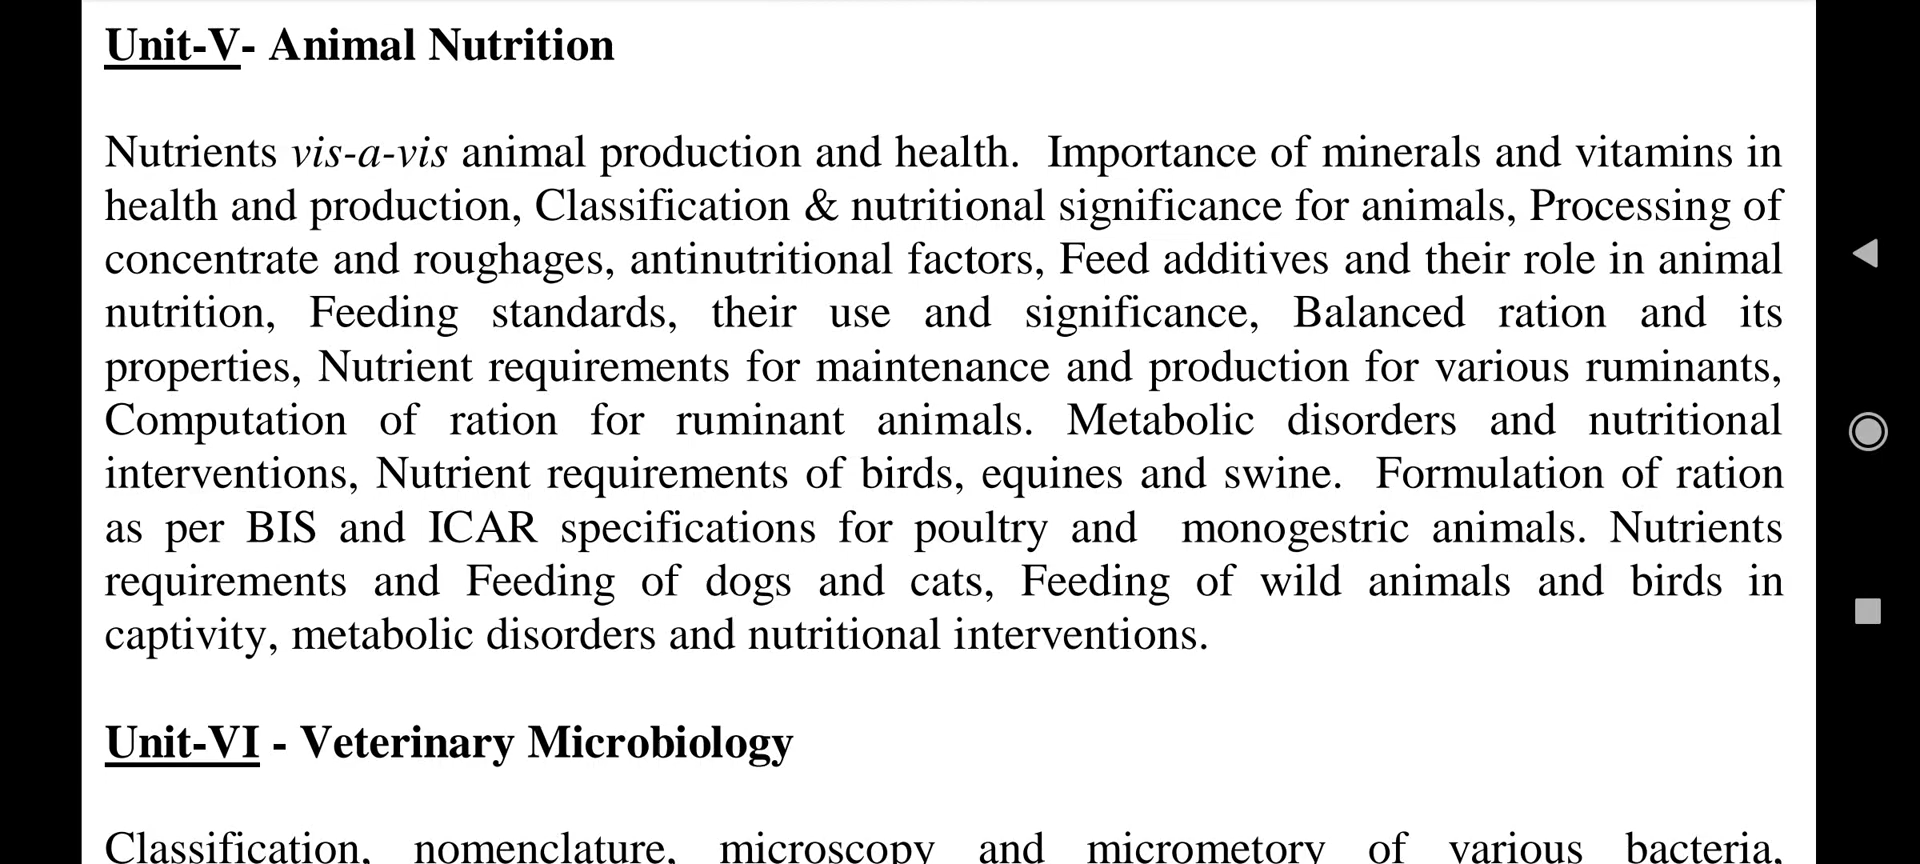 Unit-V- Animal Nutrition
Nutrients vis-a-vis animal production and health. Importance of minerals and vitamins in
health and production, Classification & nutritional significance for animals, Processing of
concentrate and roughages, antinutritional factors, Feed additives and their role in animal
nutrition, Feeding standards, their use and significance, Balanced ration and its
properties, Nutrient requirements for maintenance and production for various ruminants,
Computation of ration for ruminant animals. Metabolic disorders and nutritional
interventions, Nutrient requirements of birds, equines and swine. Formulation of ration
as per BIS and ICAR specifications for poultry and monogestric animals. Nutrients
requirements and Feeding of dogs and cats, Feeding of wild animals and birds in
captivity, metabolic disorders and nutritional interventions.
Unit-VI - Veterinary Microbiology
Classification, nomenclature, microscopy and micrometory of various bacteria,